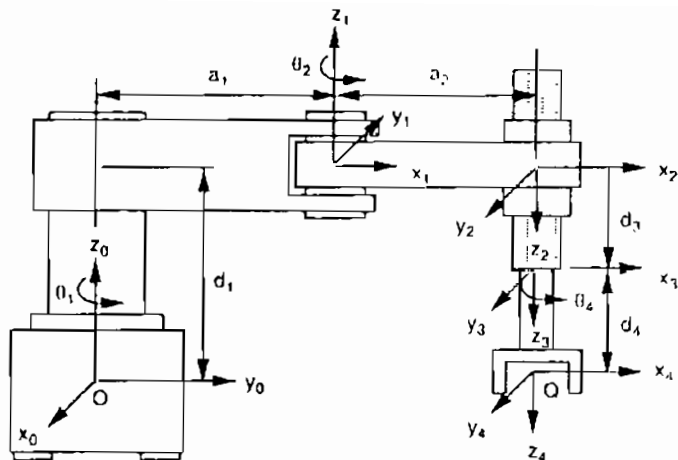 z₁
θ₂
a₁
a₂
y₁
x₁
x₂
y₂
z₂
d₃
z₀
θ₁
d₁
x₃
y₃
θ₄
z₃
d₄
O
y₀
x₀
Q
x₄
y₄
z₄